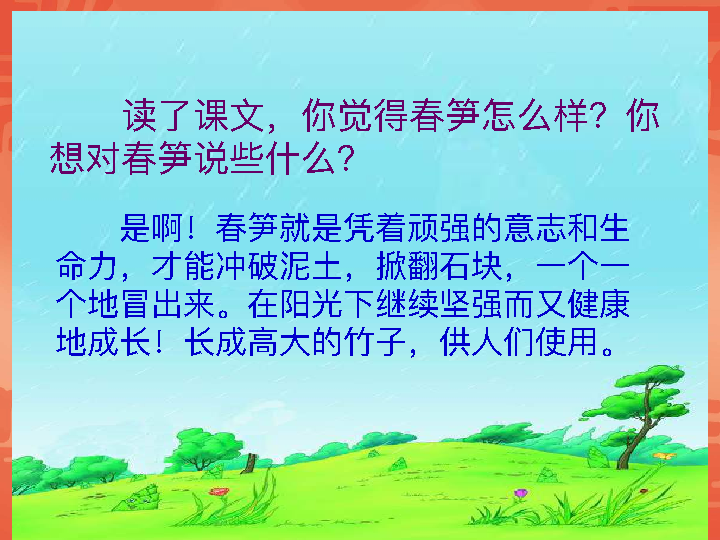 读了课文，你觉得春笋怎么样？你
想对春笋说些什么？
是啊！春笋就是凭着顽强的意志和生
命力，才能冲破泥土，掀翻石块，一个一
个地冒出来。在阳光下继续坚强而又健康
地成长！长成高大的竹子，供人们使用。